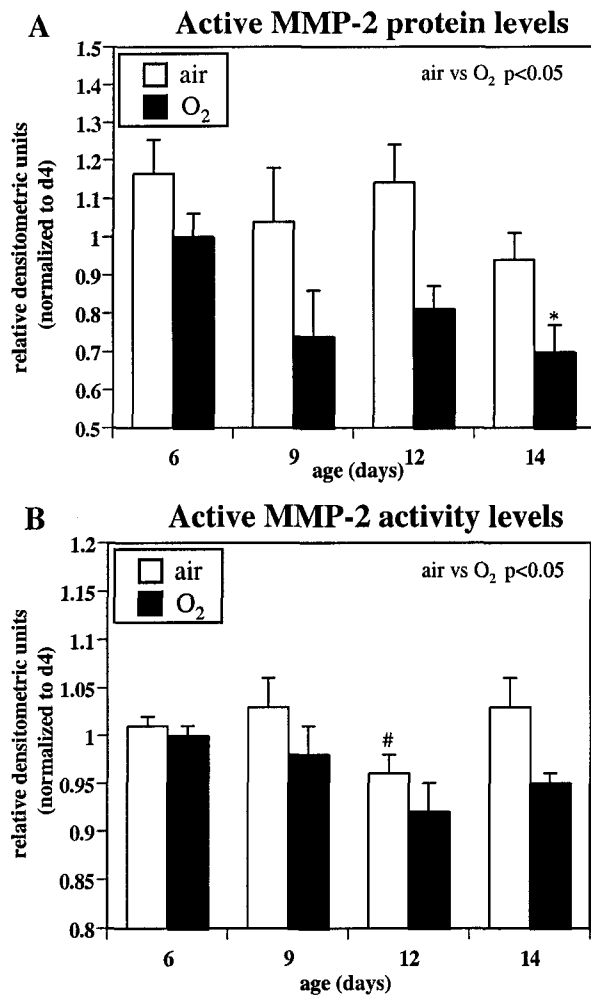 A
Active MMP-2 protein levels
1.5
1.4
1.3
1.2
1.1
1
0.9
0.8
0.7
0.6
0.5
relative densitometric units
(normalized to d4)
air
O2
air vs O2 p<0.05
*
6 9 12 14
age (days)
B
Active MMP-2 activity levels
1.2
1.15
1.1
1.05
1
0.95
0.9
0.85
0.8
relative densitometric units
(normalized to d4)
air
O2
air vs O2 p<0.05
#
6 9 12 14
age (days)